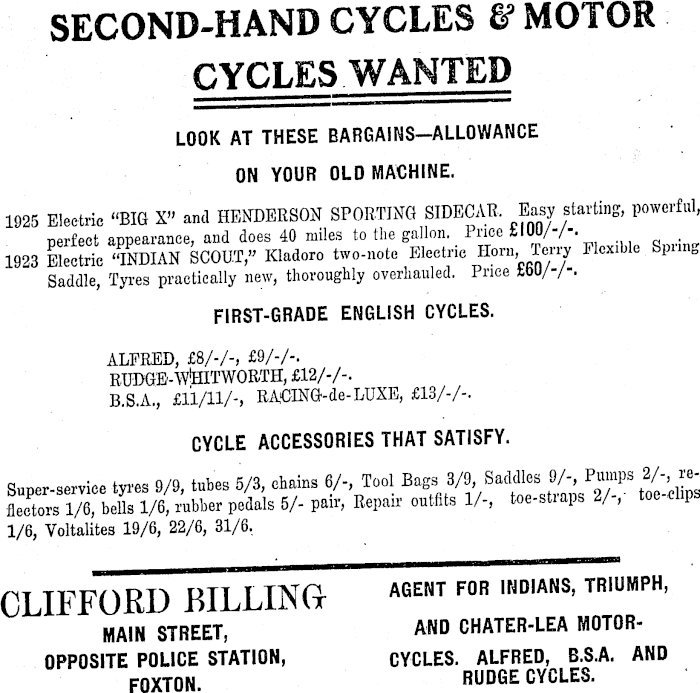 SECOND-HAND CYCLES & MOTOR
CYCLES WANTED
LOOK AT THESE BARGAINS—ALLOWANCE
ON YOUR OLD MACHINE.
1925 Electric "BIG X" and HENDERSON SPORTING SIDECAR. Easy starting, powerful,
perfect appearance, and does 40 miles to the gallon. Price £100/-/-.
1923 Electric "INDIAN SCOUT," Kladoro two-note Electric Horn, Terry Flexible Spring
Saddle, Tyres practically new, thoroughly overhauled. Price £60/-/-.
FIRST-GRADE ENGLISH CYCLES.
ALFRED, £8/-/-, £9/-/-.
RUDGE-WHITWORTH, £12/-/-.
B.S.A., £11/11/-, RACING-de-LUXE, £13/-/-.
CYCLE ACCESSORIES THAT SATISFY.
Super-service tyres 9/9, tubes 5/3, chains 6/-, Tool Bags 3/9, Saddles 9/-, Pumps 2/-, re-
flectors 1/6, bells 1/6, rubber pedals 5/- pair, Repair outfits 1/-, toe-straps 2/-, toe-clips
1/6, Voltalites 19/6, 22/6, 31/6.
CLIFFORD BILLING
MAIN STREET,
OPPOSITE POLICE STATION,
FOXTON.
AGENT FOR INDIANS, TRIUMPH,
AND CHATER-LEA MOTOR-
CYCLES. ALFRED, B.S.A. AND
RUDGE CYCLES.